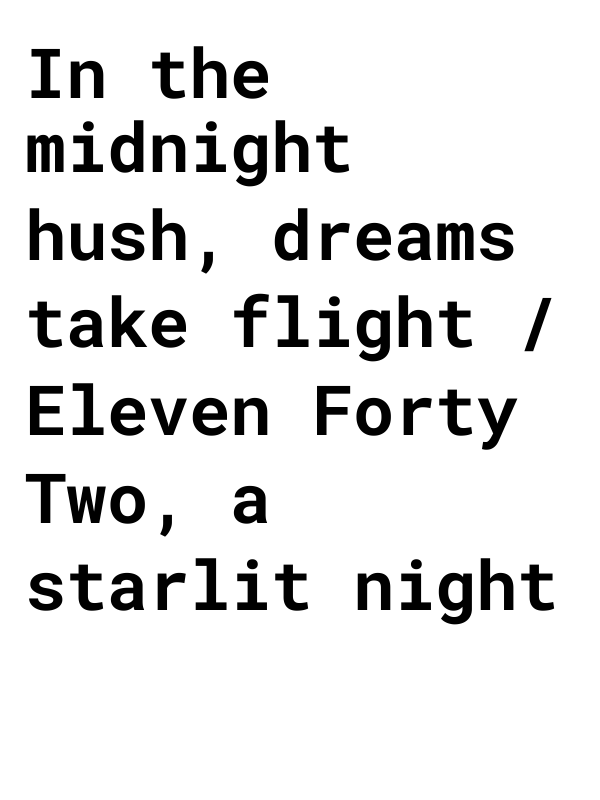 In the
midnight
hush, dreams
take flight /
Eleven Forty
Two, a
starlit night